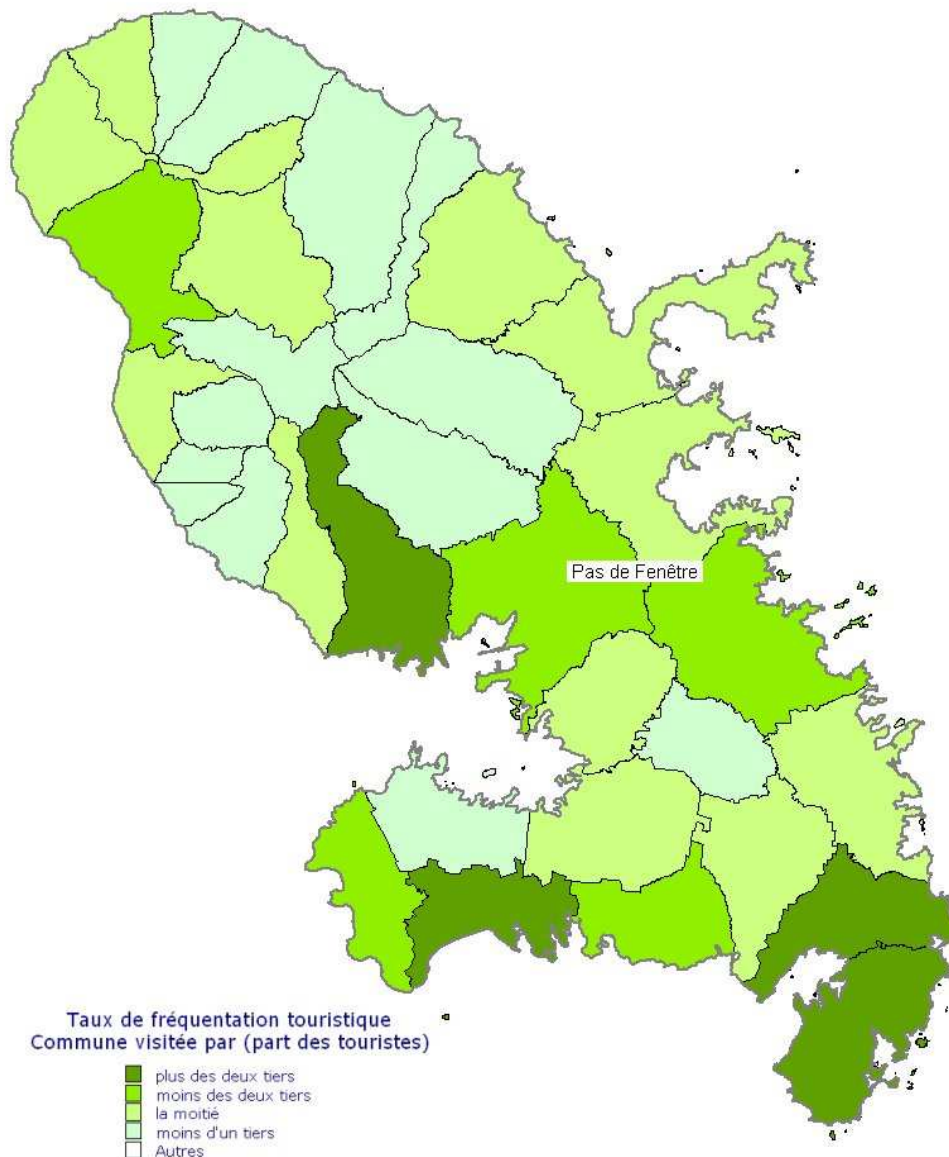 Pas de Fenêtre
Taux de fréquentation touristique
Commune visitée par (part des touristes)
plus des deux tiers
moins des deux tiers
la moitié
moins d'un tiers
Autres